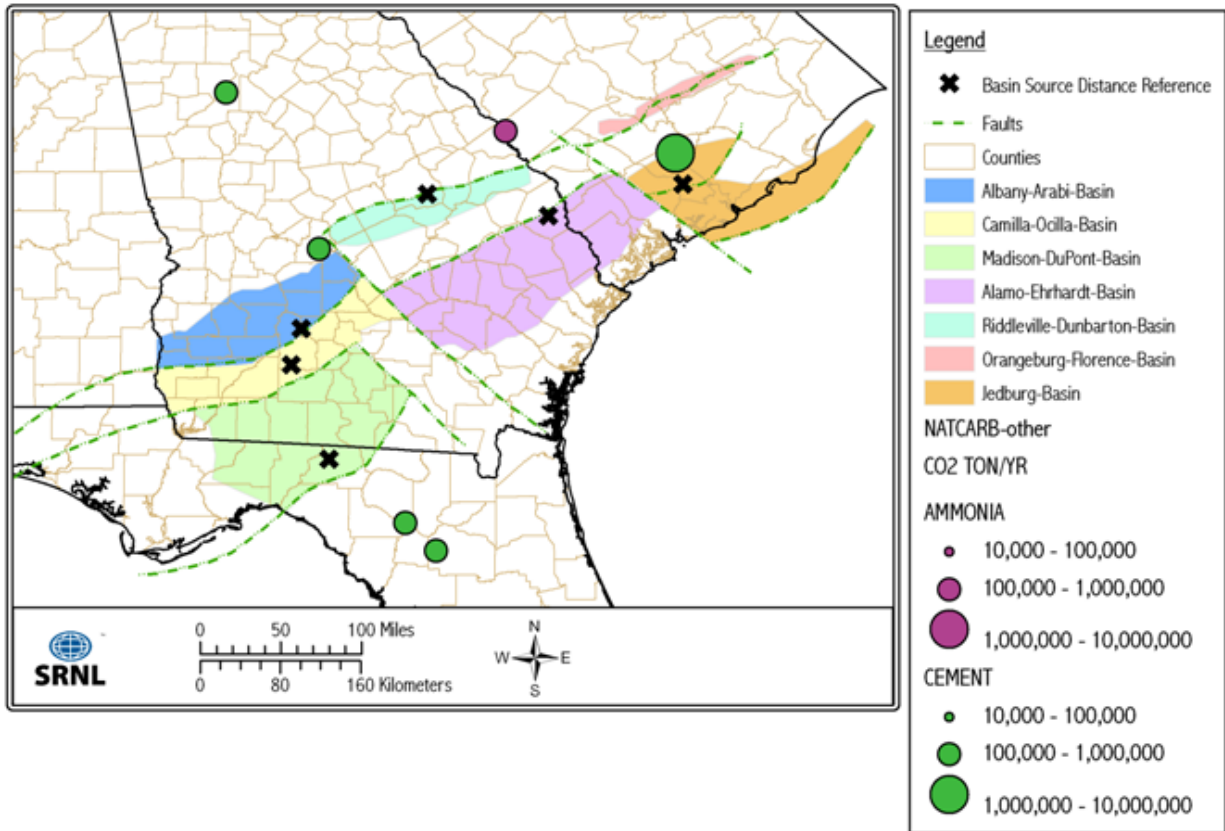 Legend
Basin Source Distance Reference
Faults
Counties
Albany-Arabi-Basin
Camilla-Ocilla-Basin
Madison-DuPont-Basin
Alamo-Ehrhardt-Basin
Riddleville-Dunbarton-Basin
Orangeburg-Florence-Basin
Jedburg-Basin
NATCARB-other
CO2 TON/YR
AMMONIA
10,000 - 100,000
100,000 - 1,000,000
1,000,000 - 10,000,000
CEMENT
10,000 - 100,000
100,000 - 1,000,000
1,000,000 - 10,000,000
SRNL
0 50 100 Miles
0 80 160 Kilometers
N
W E
S